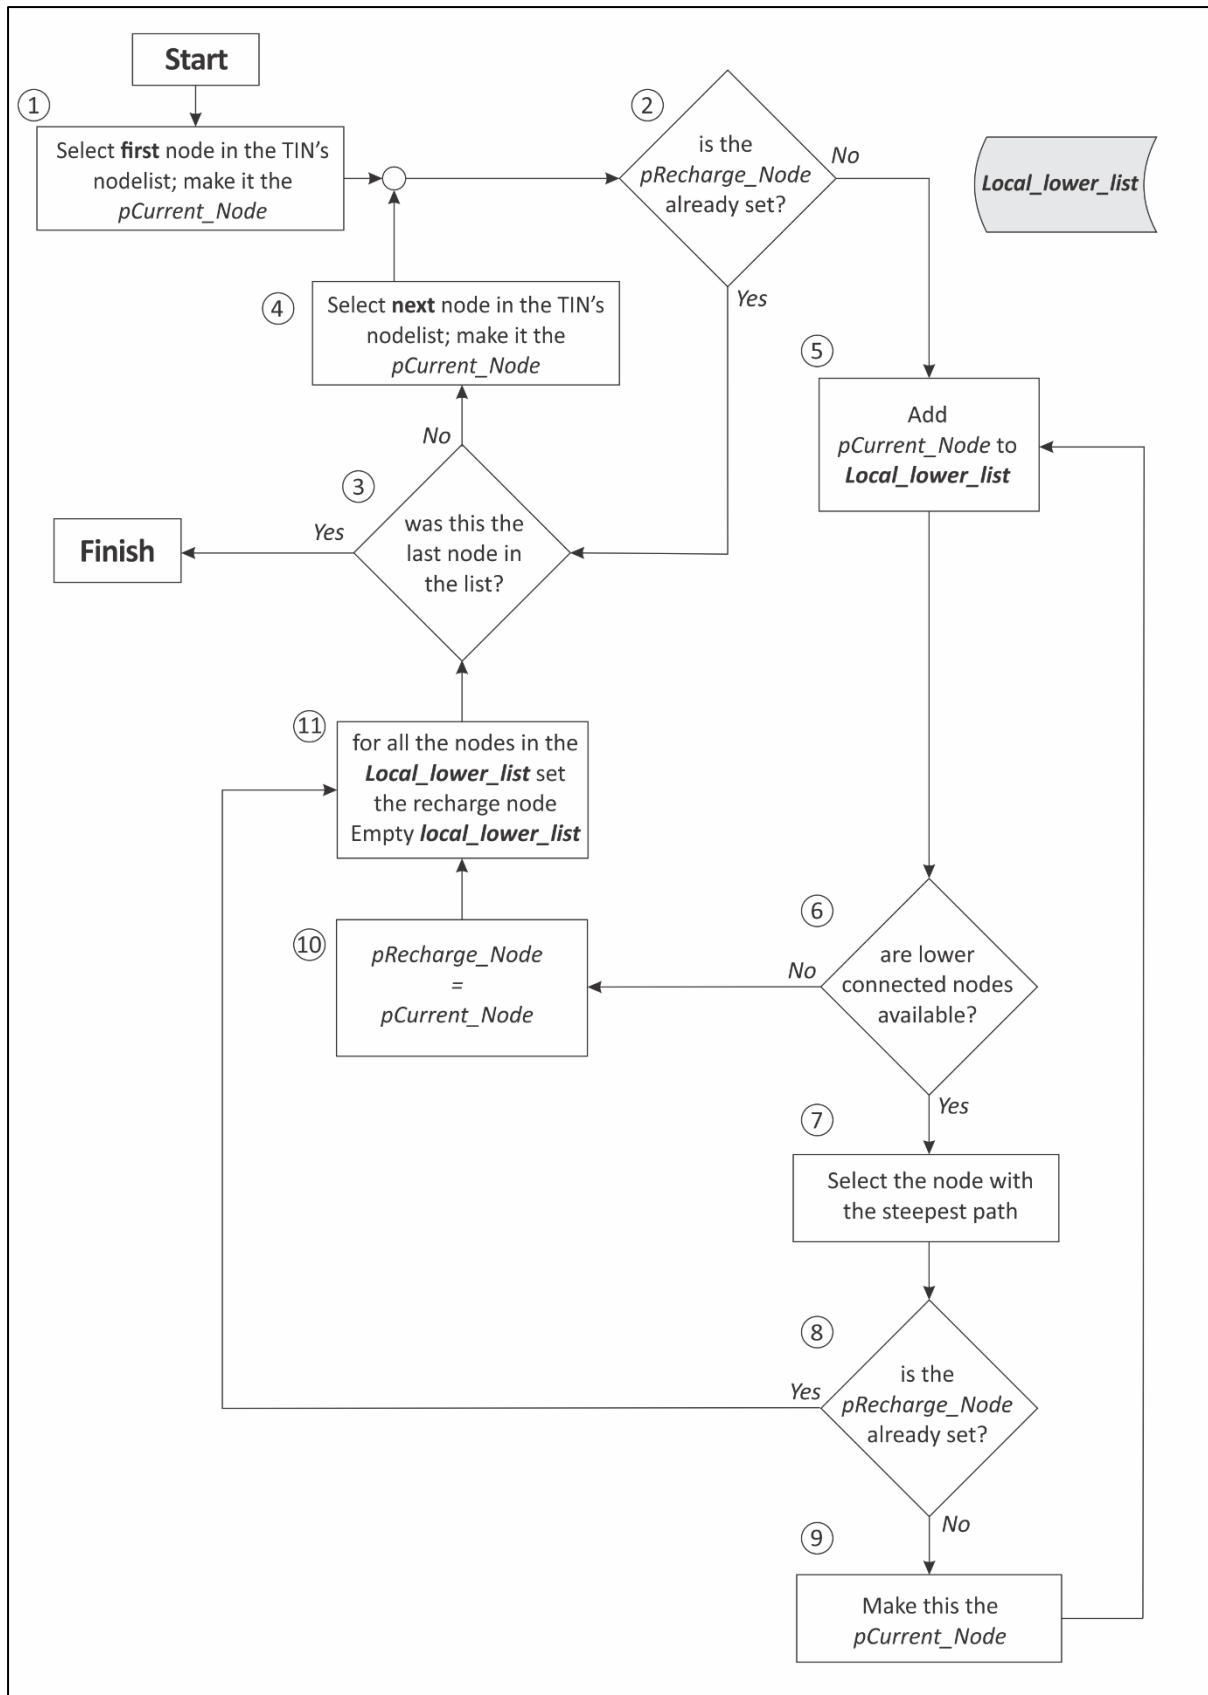 Start
1
Select first node in the TIN's
nodelist; make it the
pCurrent_Node
2
is the
pRecharge_Node
already set?
No
Yes
Local_lower_list
4
Select next node in the TIN's
nodelist; make it the
pCurrent_Node
No
3
was this the
last node in
the list?
Yes
Finish
5
Add
pCurrent_Node to
Local_lower_list
11
for all the nodes in the
Local_lower_list set
the recharge node
Empty local_lower_list
10
pRecharge_Node
=
pCurrent_Node
6
are lower
connected nodes
available?
No
Yes
7
Select the node with
the steepest path
8
is the
pRecharge_Node
already set?
Yes
No
9
Make this the
pCurrent_Node